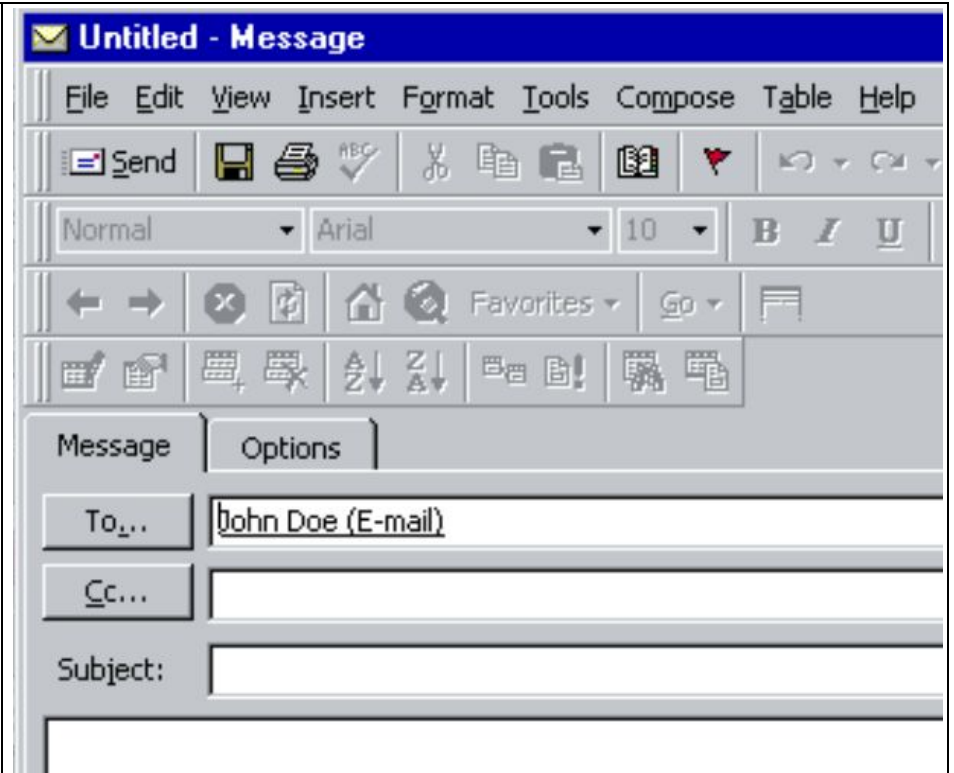 Untitled - Message
File Edit View Insert Format Tools Compose Table Help
Send ABC
Normal Arial 10 B I U
Favorites Go
A Z Z A
Message Options
To... John Doe (E-mail)
Cc...
Subject: